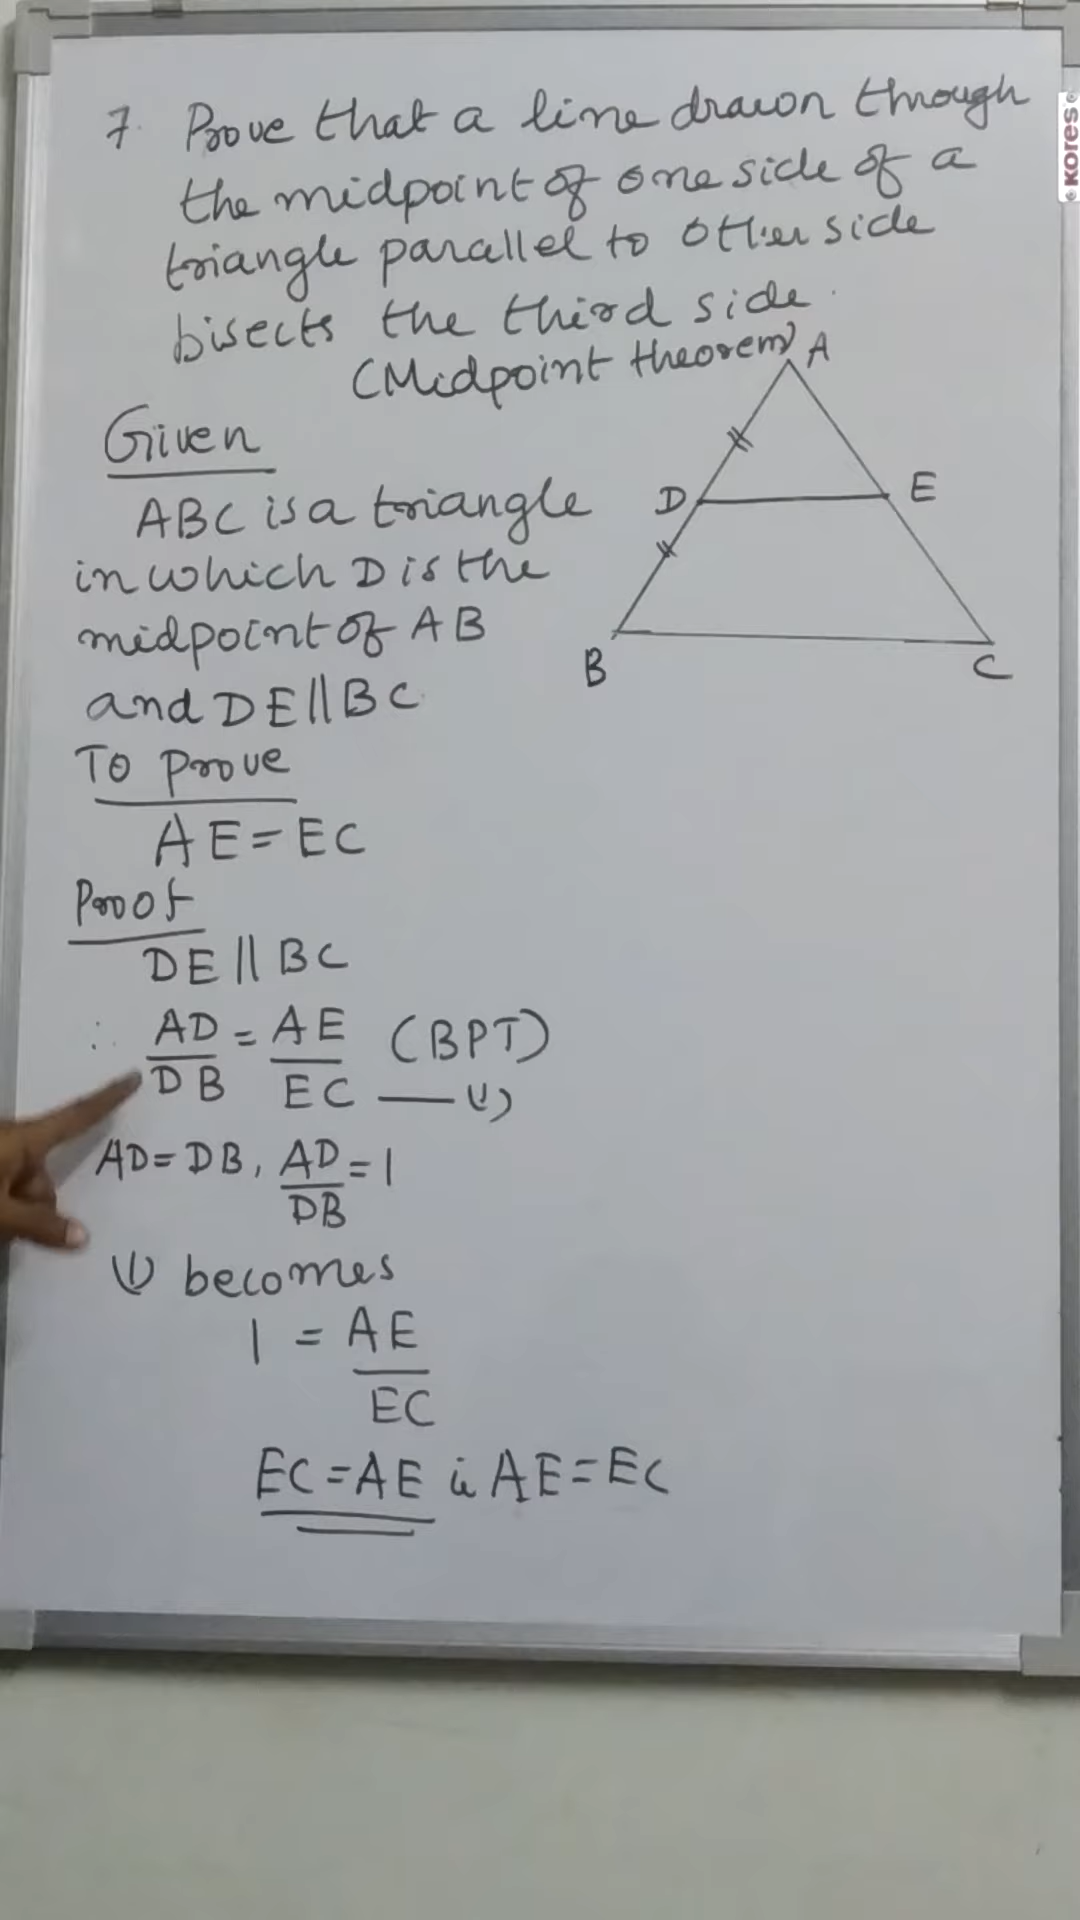 7. Prove that a line drawn through
the midpoint of one side of a
triangle parallel to other side
bisects the third side.
(Midpoint theorem)
Given
ABC is a triangle
in which D is the
midpoint of AB
and DE||BC
To prove
AE=EC
Proof
DE || BC
∴ AD/DB = AE/EC (BPT) —(1)
AD=DB, AD/DB=1
(1) becomes
1 = AE/EC
EC=AE ie AE=EC
A
D
E
B
C
KORES